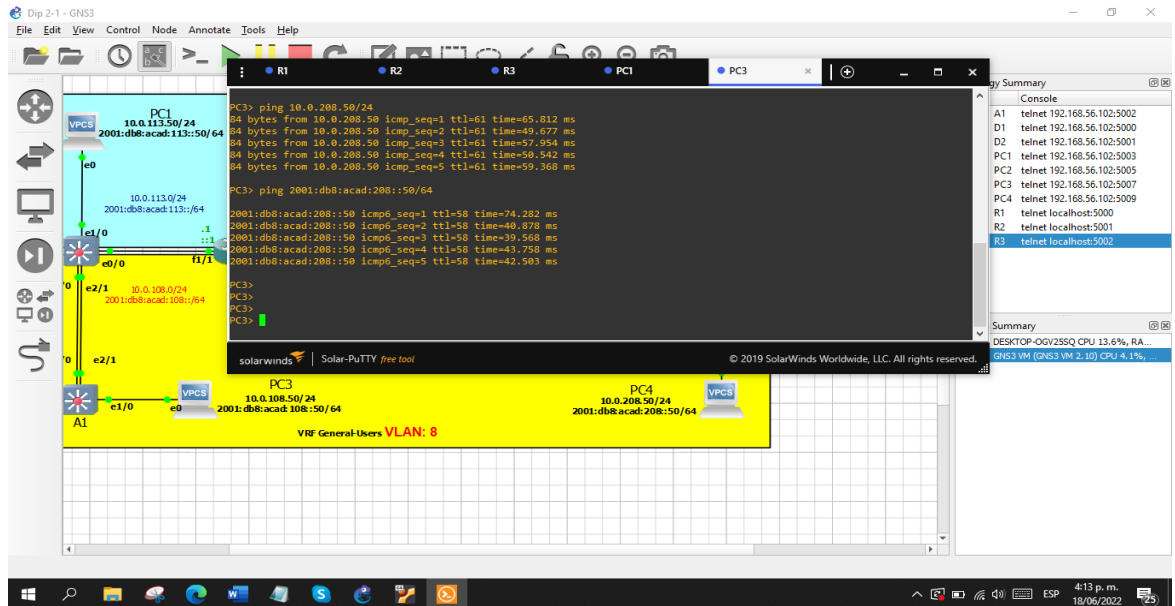 Dip 2-1 - GNS3
File Edit View Control Node Annotate Tools Help
R1 R2 R3 PC1 PC3
PC3> ping 10.0.208.50/24
84 bytes from 10.0.208.50 icmp_seq=1 ttl=61 time=65.812 ms
84 bytes from 10.0.208.50 icmp_seq=2 ttl=61 time=49.677 ms
84 bytes from 10.0.208.50 icmp_seq=3 ttl=61 time=57.954 ms
84 bytes from 10.0.208.50 icmp_seq=4 ttl=61 time=50.542 ms
84 bytes from 10.0.208.50 icmp_seq=5 ttl=61 time=59.368 ms
PC3> ping 2001:db8:acad:208::50/64
2001:db8:acad:208::50 icmp6_seq=1 ttl=58 time=74.282 ms
2001:db8:acad:208::50 icmp6_seq=2 ttl=58 time=40.878 ms
2001:db8:acad:208::50 icmp6_seq=3 ttl=58 time=39.568 ms
2001:db8:acad:208::50 icmp6_seq=4 ttl=58 time=43.758 ms
2001:db8:acad:208::50 icmp6_seq=5 ttl=58 time=42.503 ms
PC3>
PC3>
PC3>
PC3>
solarwinds Solar-PuTTY free tool © 2019 SolarWinds Worldwide, LLC. All rights reserved.
PC1
VPCS
10.0.113.50/24
2001:db8:acad:113::50/64
e0
10.0.113.0/24
2001:db8:acad:113::/64
e1/0
.1
::1
e0/0
f1/1
e2/1
10.0.108.0/24
2001:db8:acad:108::/64
e2/1
A1
e1/0
e0
VPCS
PC3
10.0.108.50/24
2001:db8:acad:108::50/64
PC4
10.0.208.50/24
2001:db8:acad:208::50/64
VPCS
VRF General-Users VLAN: 8
gy Summary
Console
A1 telnet 192.168.56.102:5002
D1 telnet 192.168.56.102:5000
D2 telnet 192.168.56.102:5001
PC1 telnet 192.168.56.102:5003
PC2 telnet 192.168.56.102:5005
PC3 telnet 192.168.56.102:5007
PC4 telnet 192.168.56.102:5009
R1 telnet localhost:5000
R2 telnet localhost:5001
R3 telnet localhost:5002
Summary
DESKTOP-OGV25SQ CPU 13.6%, RA...
GNS3 VM (GNS3 VM 2.10) CPU 4.1%, ...
ESP
4:13 p. m.
18/06/2022
25